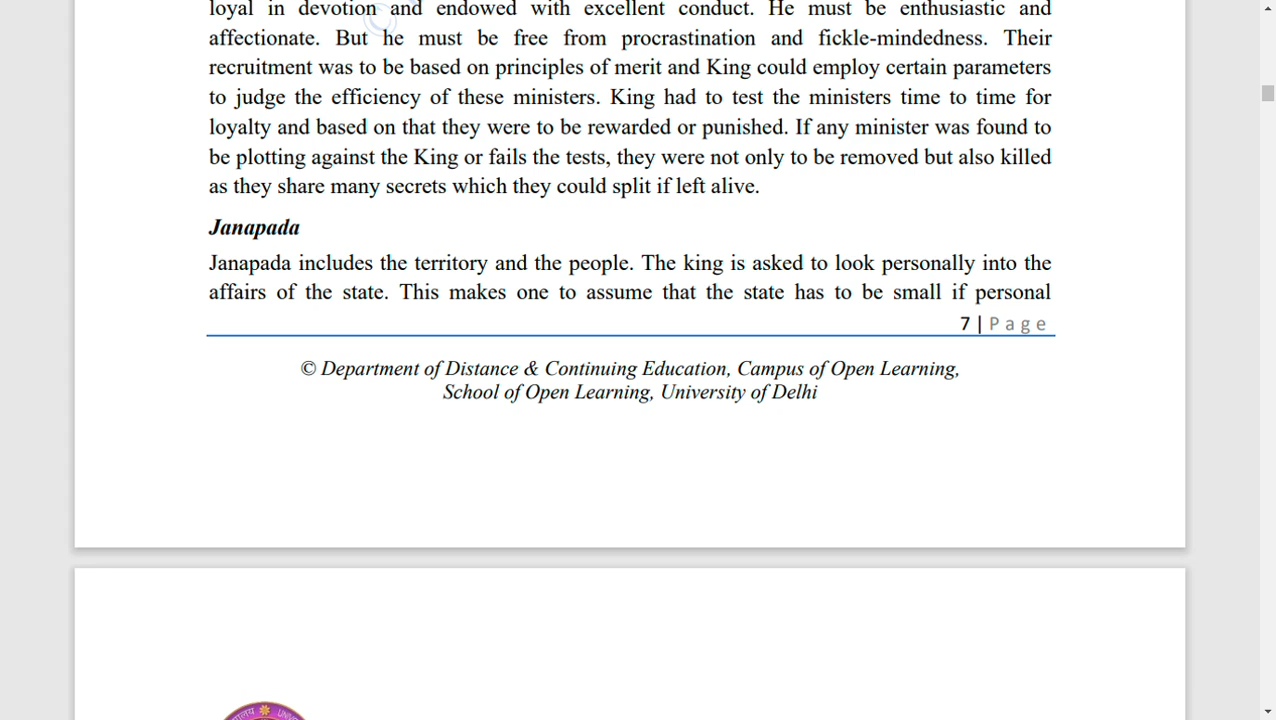 loyal in devotion and endowed with excellent conduct. He must be enthusiastic and
affectionate. But he must be free from procrastination and fickle-mindedness. Their
recruitment was to be based on principles of merit and King could employ certain parameters
to judge the efficiency of these ministers. King had to test the ministers time to time for
loyalty and based on that they were to be rewarded or punished. If any minister was found to
be plotting against the King or fails the tests, they were not only to be removed but also killed
as they share many secrets which they could split if left alive.
Janapada
Janapada includes the territory and the people. The king is asked to look personally into the
affairs of the state. This makes one to assume that the state has to be small if personal
7 | Page
© Department of Distance & Continuing Education, Campus of Open Learning,
School of Open Learning, University of Delhi